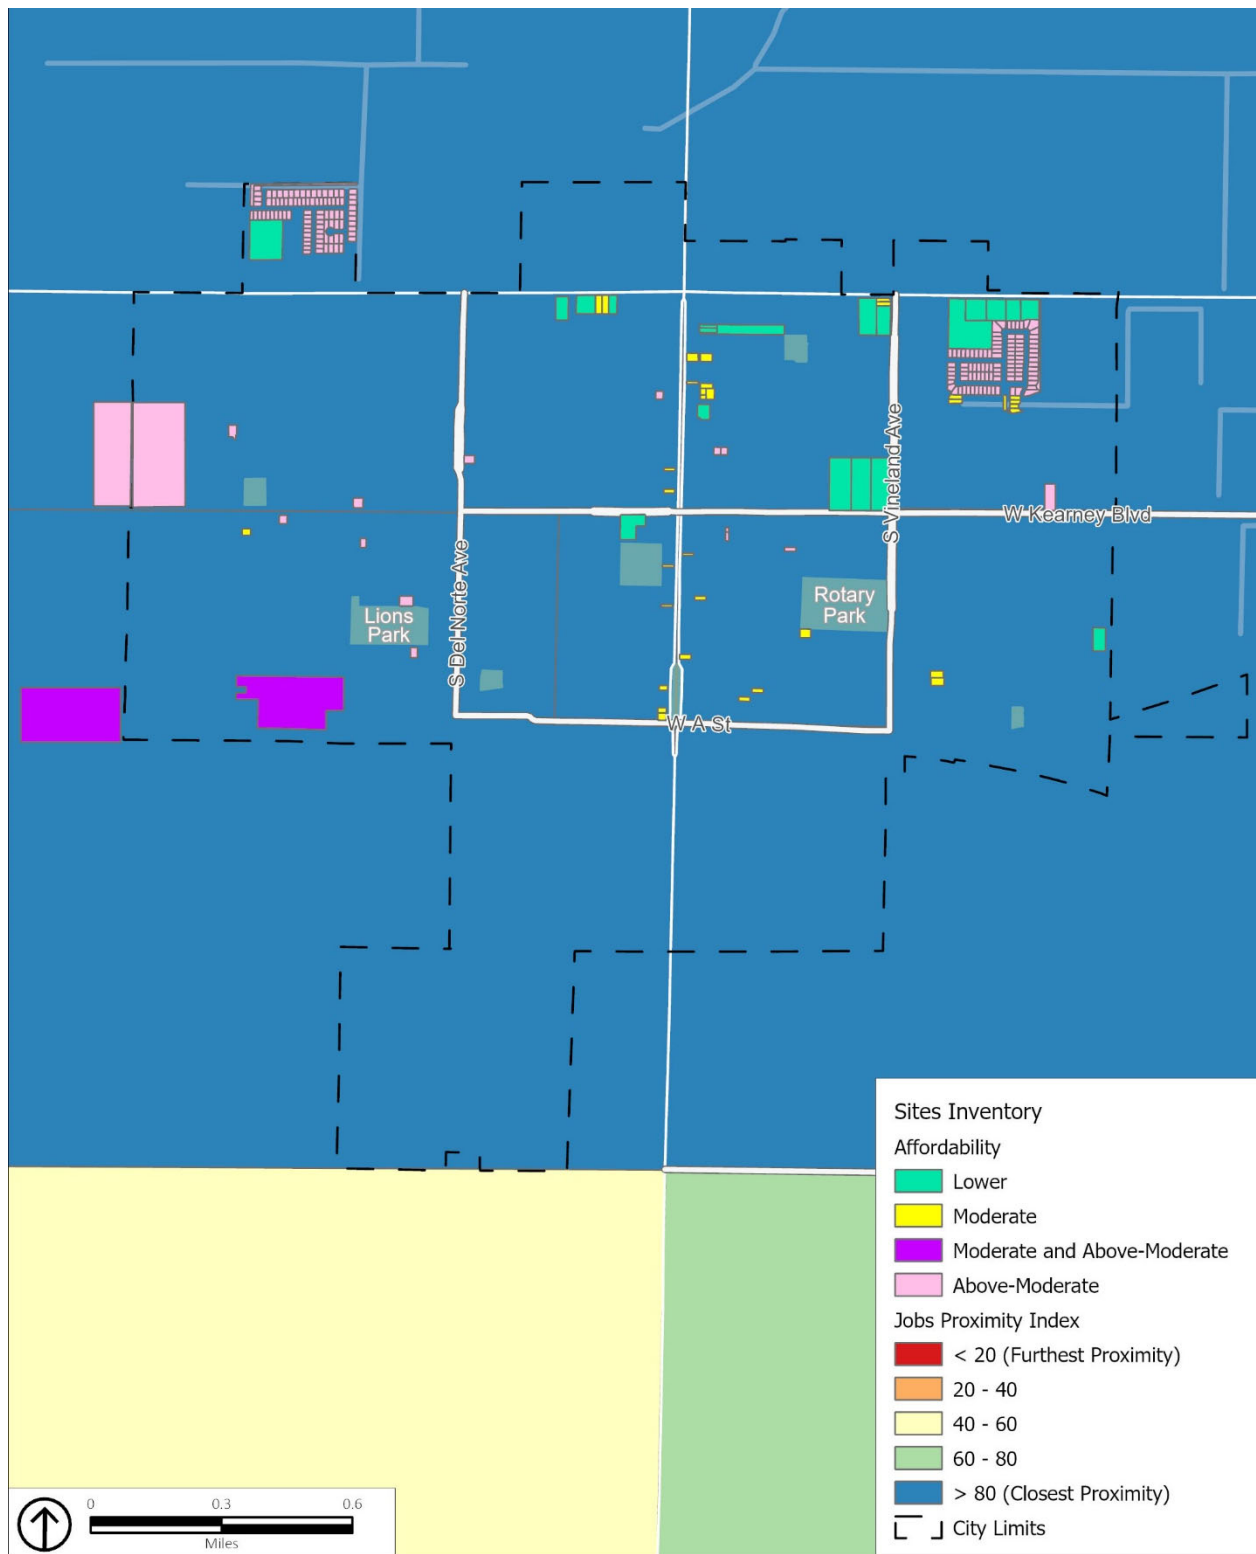 S Vineland Ave
W Kearney Blvd
S Del Norte Ave
Lions
Park
Rotary
Park
W A St
Sites Inventory
Affordability
Lower
Moderate
Moderate and Above-Moderate
Above-Moderate
Jobs Proximity Index
< 20 (Furthest Proximity)
20 - 40
40 - 60
60 - 80
> 80 (Closest Proximity)
City Limits
0 0.3 0.6
Miles